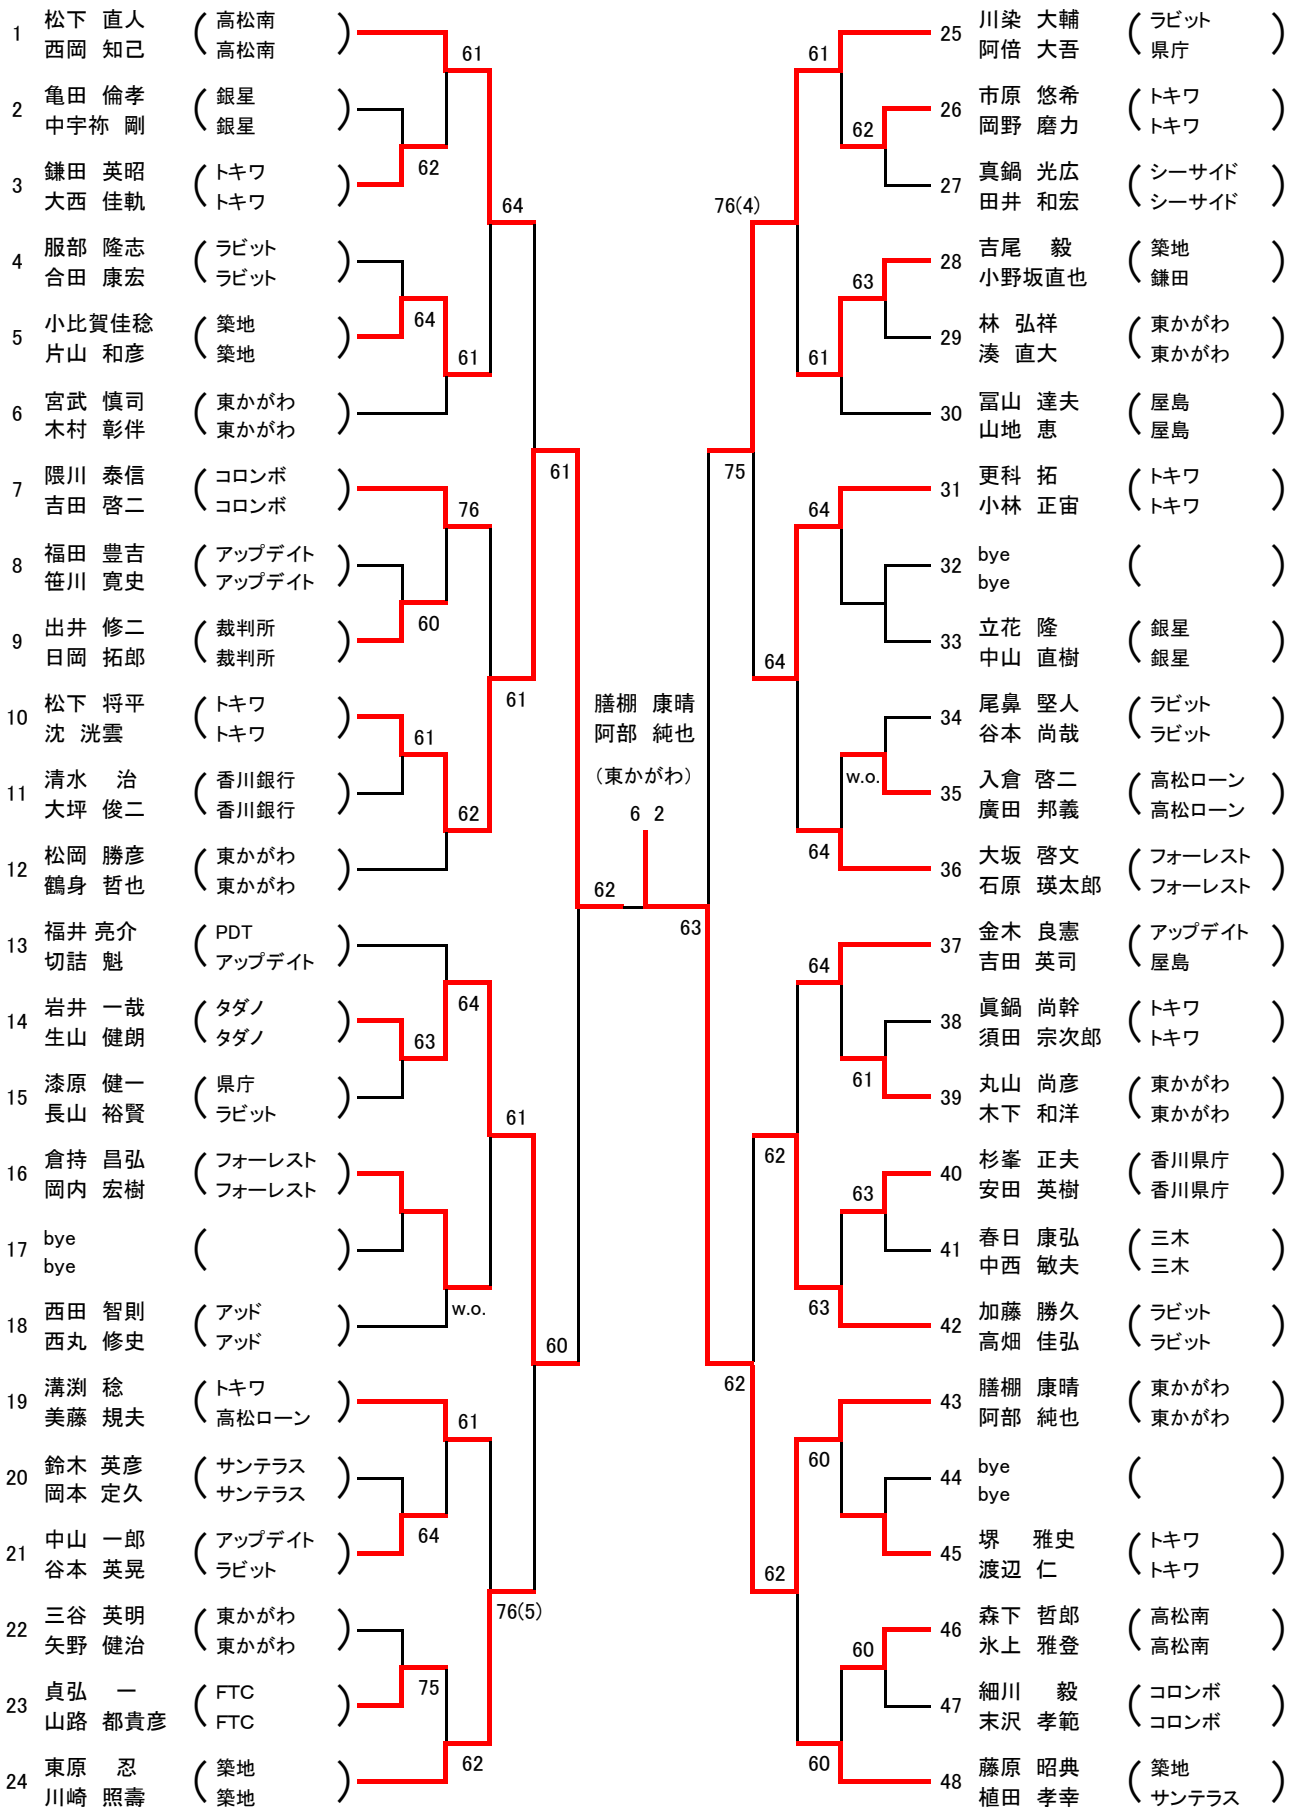 1 松下 直人 ( 高松南 )
西岡 知己 高松南
61
2 亀田 倫孝 ( 銀星 )
中宇祢 剛 銀星
62
3 鎌田 英昭 ( トキワ )
大西 佳軌 トキワ
64
4 服部 隆志 ( ラビット )
合田 康宏 ラビット
5 小比賀佳稔 ( 築地 )
片山 和彦 築地
64
61
6 宮武 慎司 ( 東かがわ )
木村 彰伴 東かがわ
61
7 隈川 泰信 ( コロンボ )
吉田 啓二 コロンボ
76
8 福田 豊吉 ( アップデイト )
笹川 寛史 アップデイト
60
9 出井 修二 ( 裁判所 )
日岡 拓郎 裁判所
61
10 松下 将平 ( トキワ )
沈 洸雲 トキワ
61
11 清水 治 ( 香川銀行 )
大坪 俊二 香川銀行
62
12 松岡 勝彦 ( 東かがわ )
鶴身 哲也 東かがわ
62
13 福井 亮介 ( PDT )
切詰 魁 アップデイト
64
14 岩井 一哉 ( タダノ )
生山 健朗 タダノ
63
15 漆原 健一 ( 県庁 )
長山 裕賢 ラビット
61
16 倉持 昌弘 ( フォーレスト )
岡内 宏樹 フォーレスト
17 bye ( )
bye
w.o.
18 西田 智則 ( アッド )
西丸 修史 アッド
60
19 溝渕 稔 ( トキワ )
美藤 規夫 高松ローン
61
20 鈴木 英彦 ( サンテラス )
岡本 定久 サンテラス
64
21 中山 一郎 ( アップデイト )
谷本 英晃 ラビット
76(5)
22 三谷 英明 ( 東かがわ )
矢野 健治 東かがわ
75
23 貞弘 一 ( FTC )
山路 都貴彦 FTC
62
24 東原 忍 ( 築地 )
川崎 照壽 築地
膳棚 康晴
阿部 純也
(東かがわ)
6 2
25 川染 大輔 ( ラビット )
阿倍 大吾 県庁
61
26 市原 悠希 ( トキワ )
岡野 磨力 トキワ
62
27 真鍋 光広 ( シーサイド )
田井 和宏 シーサイド
76(4)
28 吉尾 毅 ( 築地 )
小野坂直也 鎌田
63
29 林 弘祥 ( 東かがわ )
湊 直大 東かがわ
61
30 冨山 達夫 ( 屋島 )
山地 恵 屋島
75
31 更科 拓 ( トキワ )
小林 正宙 トキワ
64
32 bye ( )
bye
33 立花 隆 ( 銀星 )
中山 直樹 銀星
64
34 尾鼻 堅人 ( ラビット )
谷本 尚哉 ラビット
w.o.
35 入倉 啓二 ( 高松ローン )
廣田 邦義 高松ローン
64
36 大坂 啓文 ( フォーレスト )
石原 瑛太郎 フォーレスト
63
37 金木 良憲 ( アップデイト )
吉田 英司 屋島
64
38 眞鍋 尚幹 ( トキワ )
須田 宗次郎 トキワ
61
39 丸山 尚彦 ( 東かがわ )
木下 和洋 東かがわ
62
40 杉峯 正夫 ( 香川県庁 )
安田 英樹 香川県庁
63
41 春日 康弘 ( 三木 )
中西 敏夫 三木
63
42 加藤 勝久 ( ラビット )
高畑 佳弘 ラビット
62
43 膳棚 康晴 ( 東かがわ )
阿部 純也 東かがわ
60
44 bye ( )
bye
45 堺 雅史 ( トキワ )
渡辺 仁 トキワ
62
46 森下 哲郎 ( 高松南 )
氷上 雅登 高松南
60
47 細川 毅 ( コロンボ )
末沢 孝範 コロンボ
60
48 藤原 昭典 ( 築地 )
植田 孝幸 サンテラス